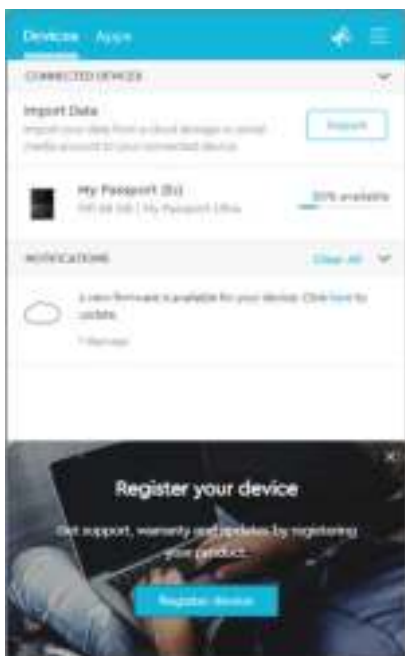 Devices Apps
CONNECTED DEVICES
Import Data
Import your data from a cloud storage or social
media account to your connected device.
Import
My Passport (D:)
My Passport Ultra
available
NOTIFICATIONS
Clear All
A new firmware is available for your device. Click here to
update.
Register your device
Get support, warranty and updates by registering
your product.
Register device